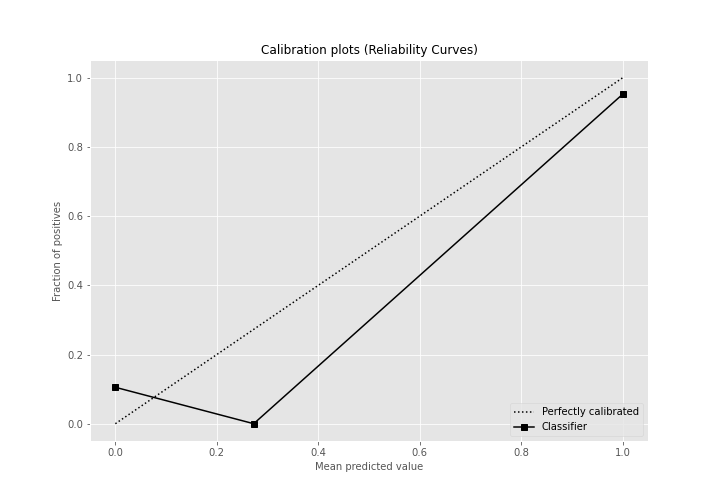 Calibration plots (Reliability Curves)
1.0
0.8
0.6
0.4
0.2
0.0
Fraction of positives
0.0 0.2 0.4 0.6 0.8 1.0
Mean predicted value
Perfectly calibrated
Classifier